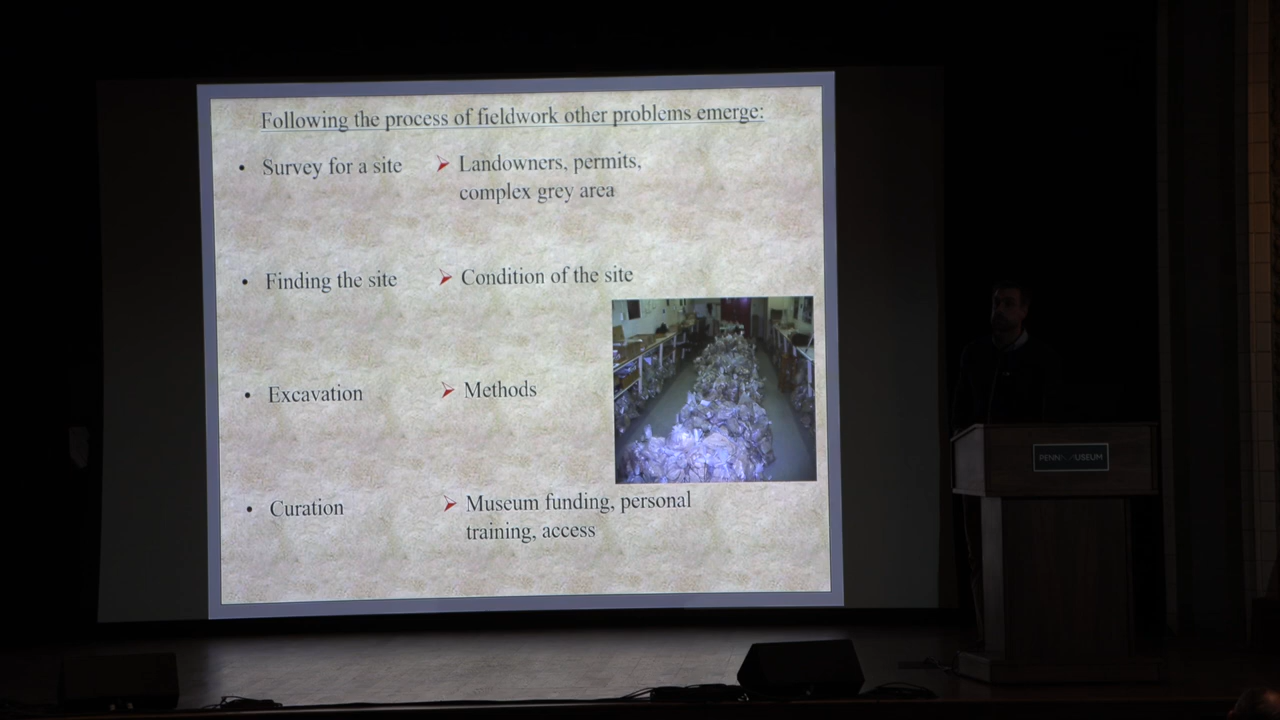 Following the process of fieldwork other problems emerge:
• Survey for a site
➢ Landowners, permits,
complex grey area
• Finding the site
➢ Condition of the site
• Excavation
➢ Methods
• Curation
➢ Museum funding, personal
training, access
PENN MUSEUM